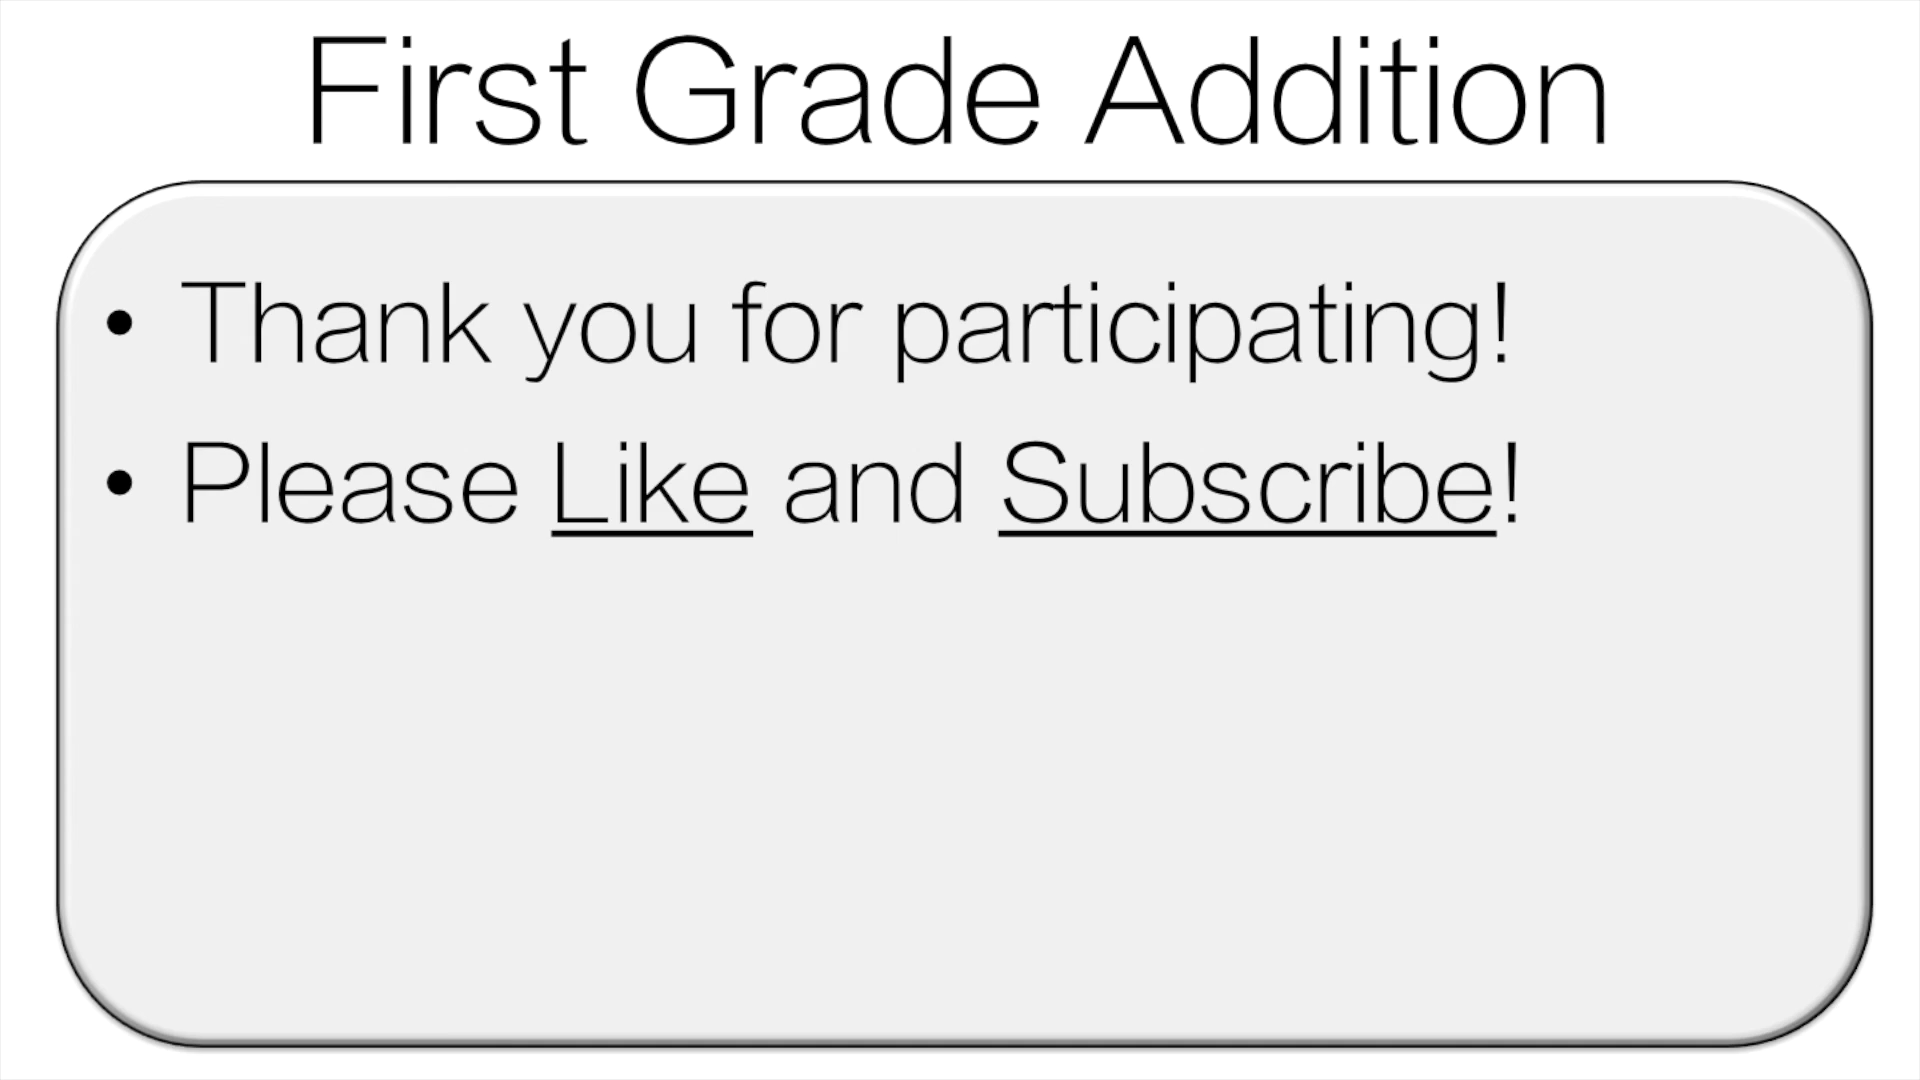 First Grade Addition
• Thank you for participating!
• Please Like and Subscribe!